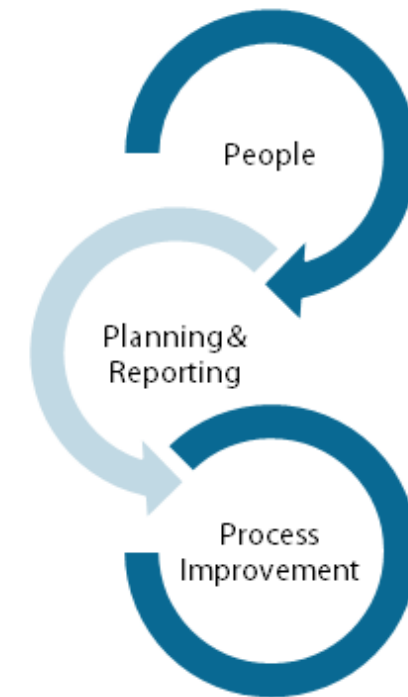 People
Planning &
Reporting
Process
Improvement